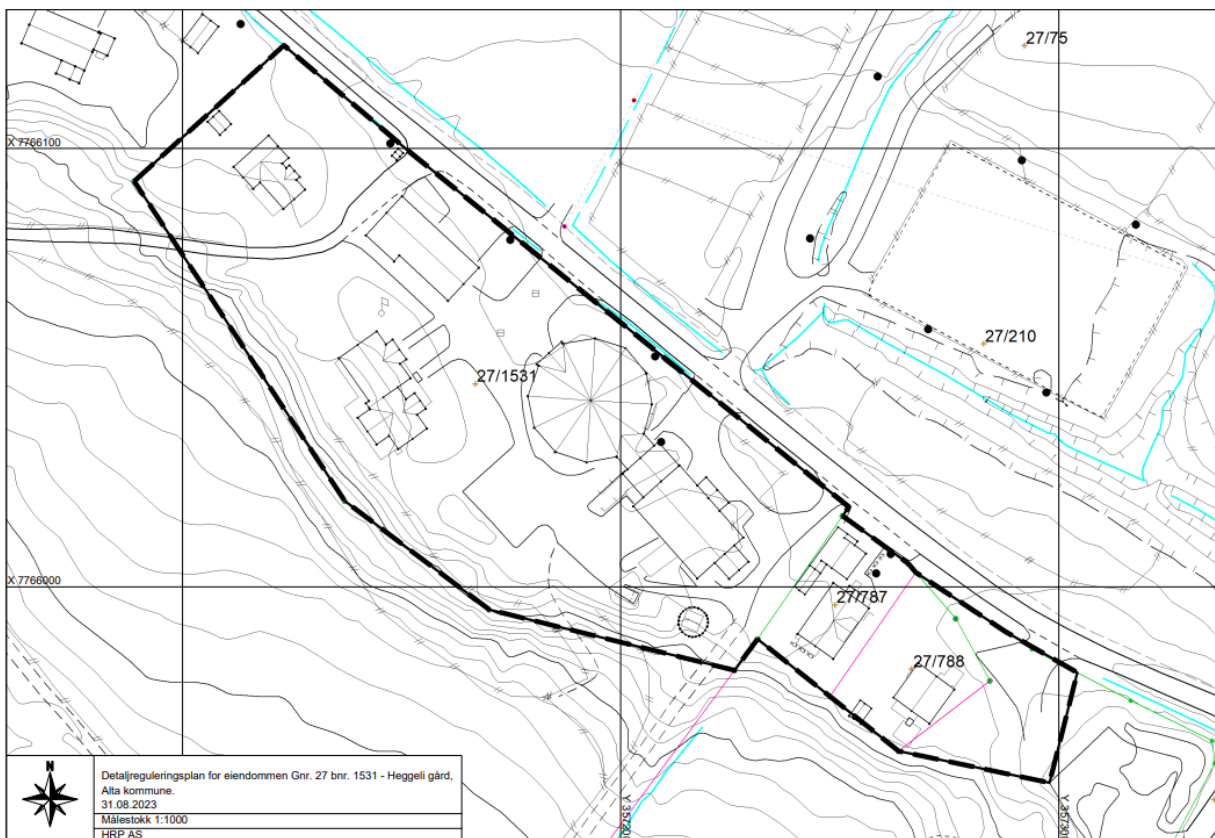 27/75
X 7766100
27/210
27/1531
X 7766000
27/787
27/788
N
Detaljreguleringsplan for eiendommen Gnr. 27 bnr. 1531 - Heggeli gård,
Alta kommune.
31.08.2023
Målestokk 1:1000
HRP AS